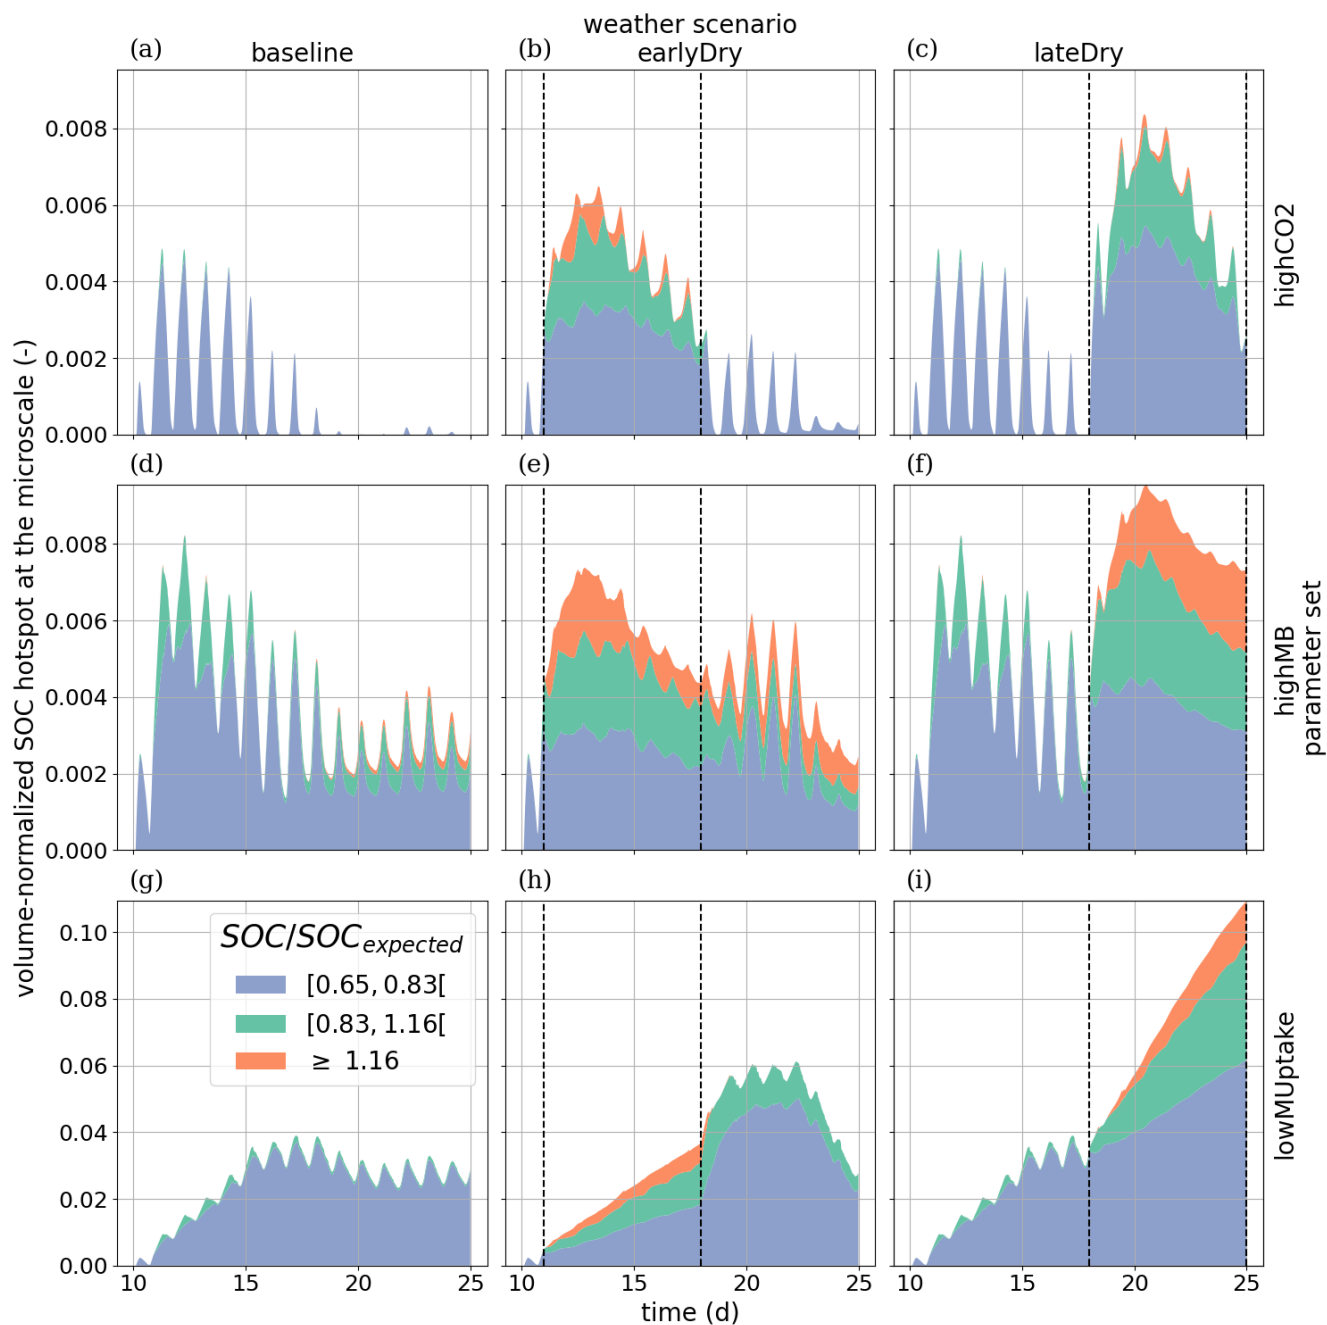 weather scenario
(a) baseline (b) earlyDry (c) lateDry
0.008
0.006
0.004
0.002
0.000
highCO2
(d) (e) (f)
0.008
0.006
0.004
0.002
0.000
highMB
parameter set
volume-normalized SOC hotspot at the microscale (-)
(g) (h) (i)
0.10
0.08
0.06
0.04
0.02
0.00
SOC/SOC_expected
[0.65, 0.83[
[0.83, 1.16[
≥ 1.16
lowMUptake
10 15 20 25 10 15 20 25 10 15 20 25
time (d)